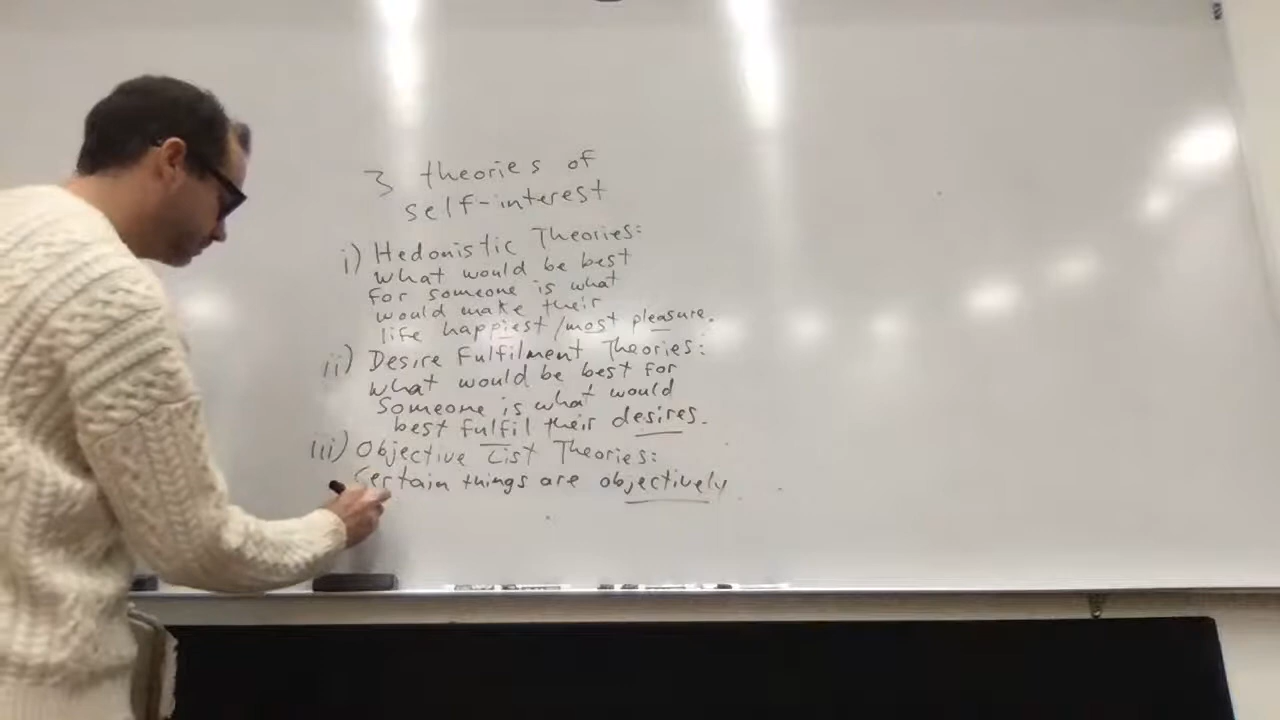 3 theories of
self-interest
i) Hedonistic Theories:
what would be best
for someone is what
would make their
life happiest/most pleasure.
ii) Desire Fulfilment Theories:
what would be best for
someone is what would
best fulfil their desires.
iii) Objective List Theories:
Certain things are objectively